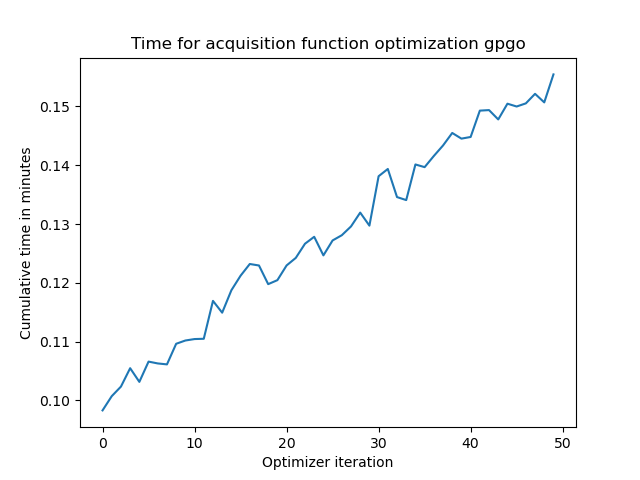 Time for acquisition function optimization gpgo
Cumulative time in minutes
0.15
0.14
0.13
0.12
0.11
0.10
0 10 20 30 40 50
Optimizer iteration